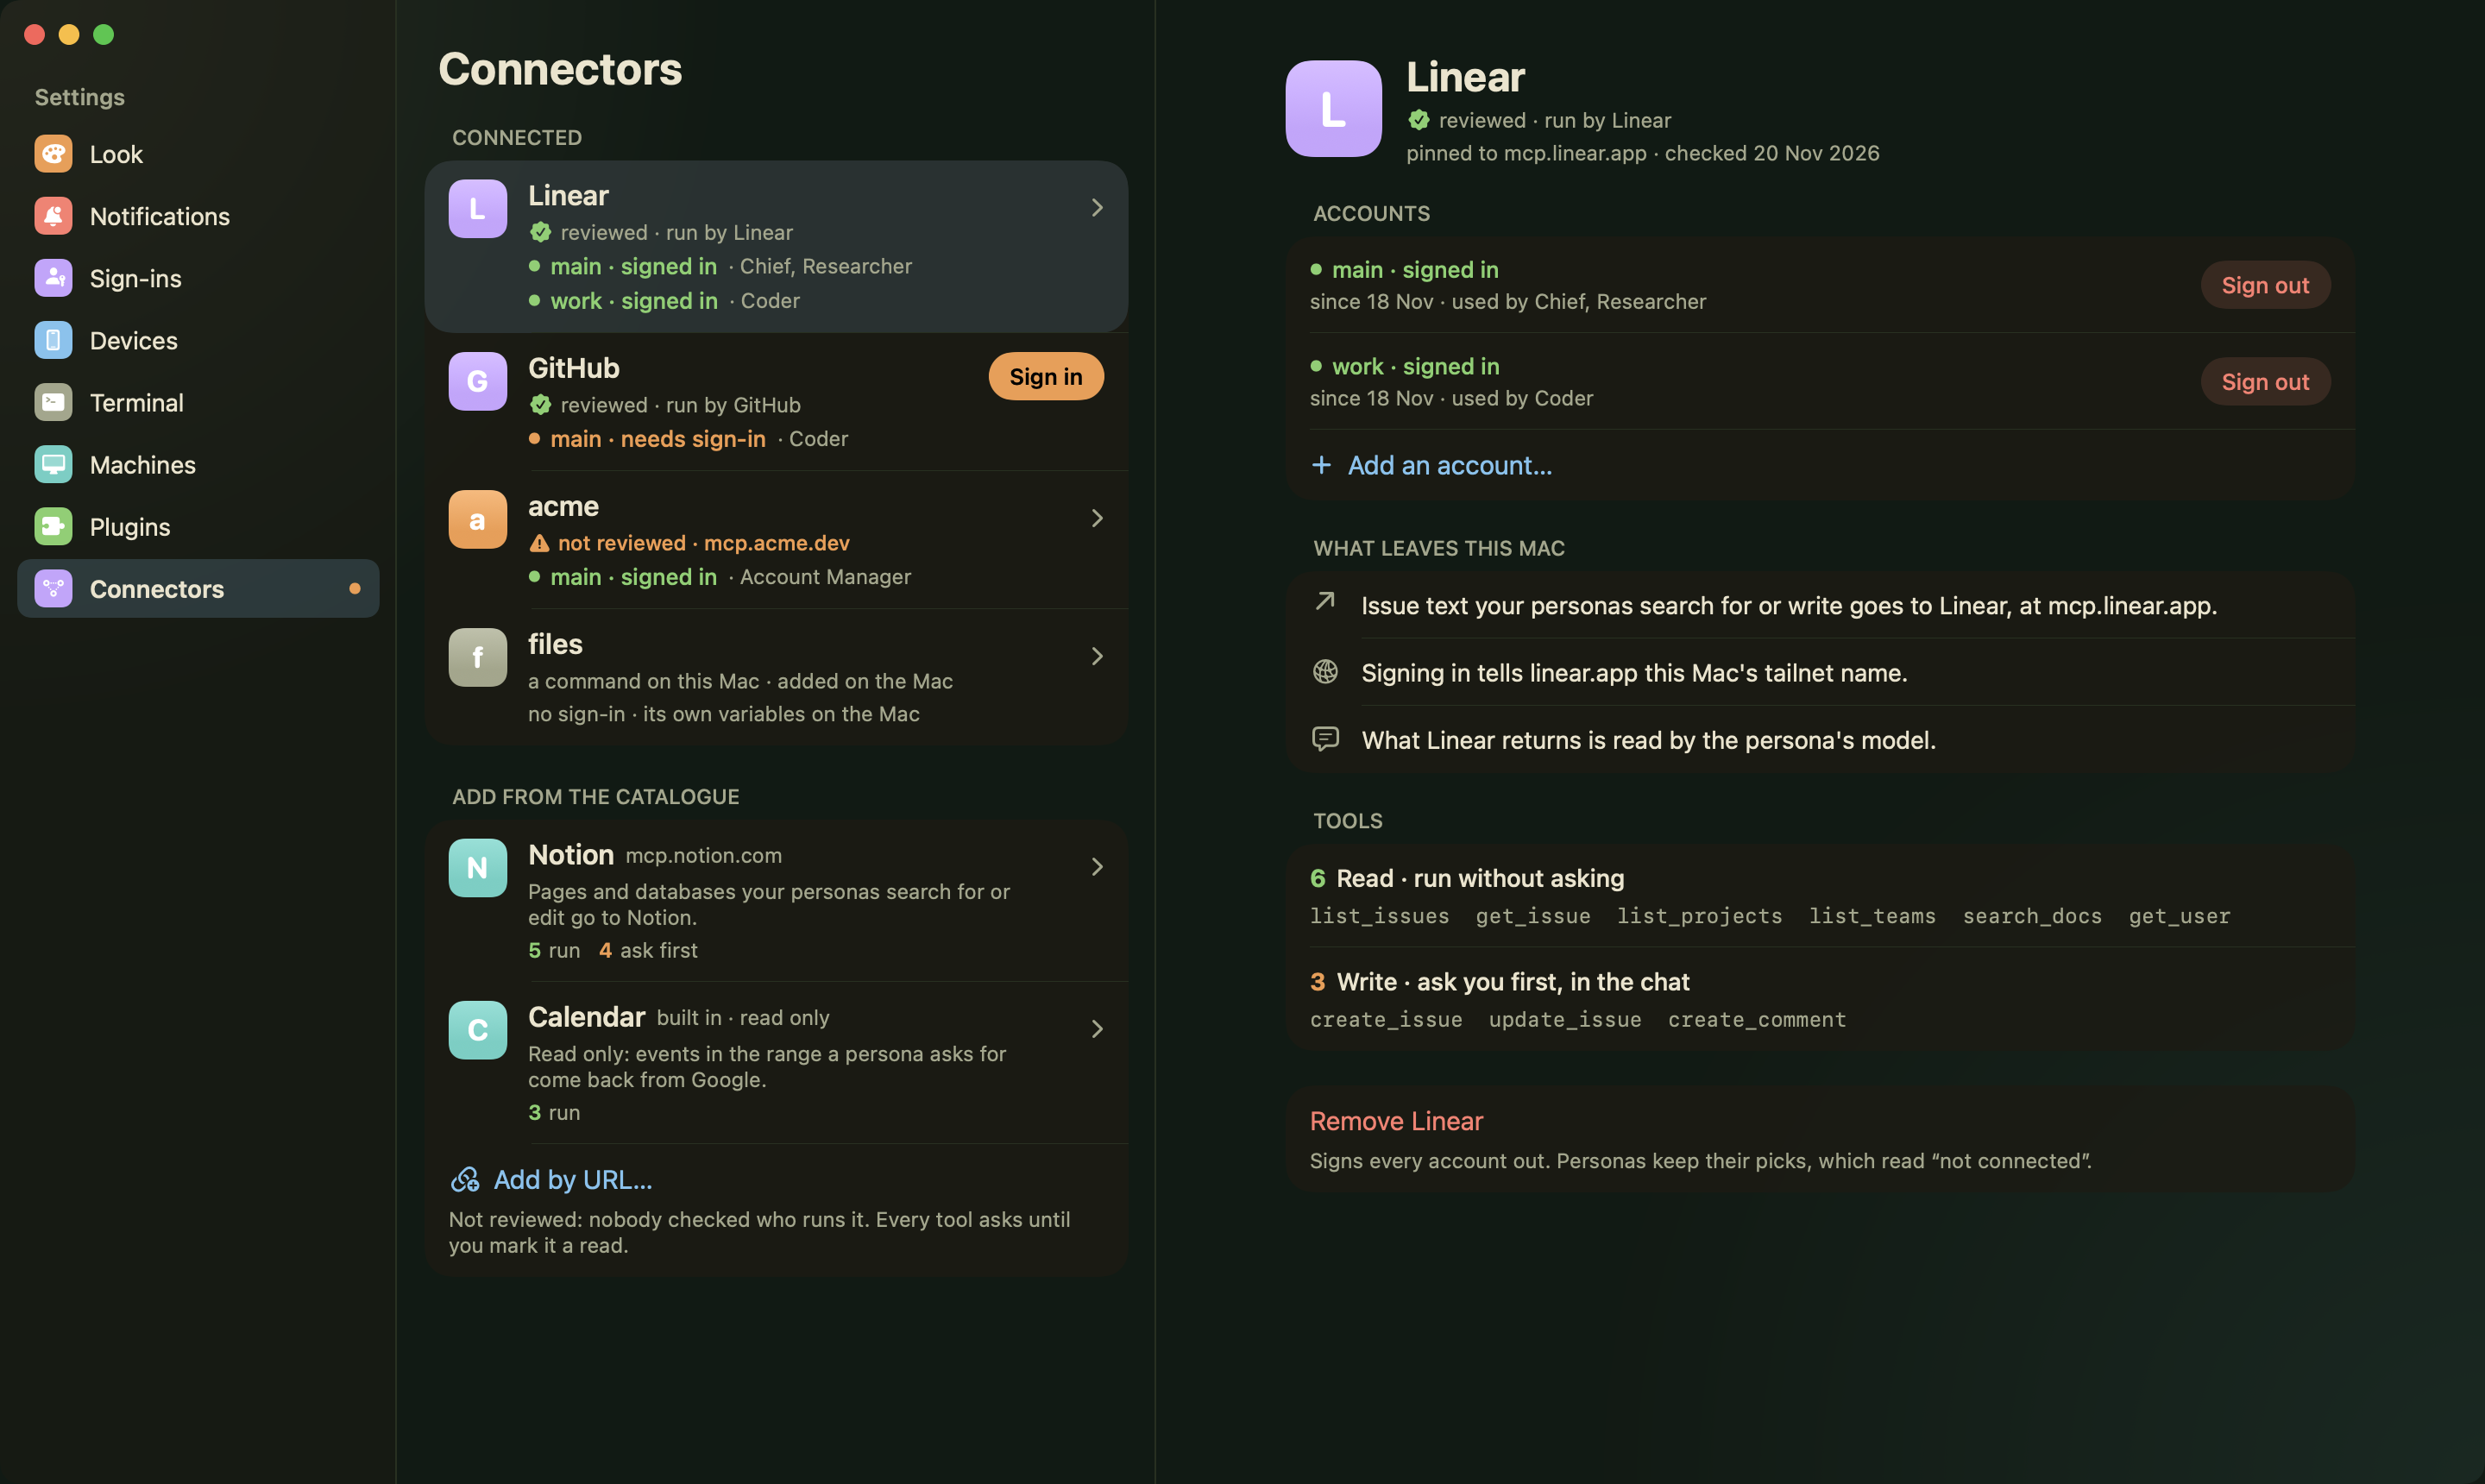 Settings
Look
Notifications
Sign-ins
Devices
Terminal
Machines
Plugins
Connectors
Connectors
CONNECTED
L
Linear
reviewed · run by Linear
main · signed in · Chief, Researcher
work · signed in · Coder
G
GitHub
Sign in
reviewed · run by GitHub
main · needs sign-in · Coder
a
acme
not reviewed · mcp.acme.dev
main · signed in · Account Manager
f
files
a command on this Mac · added on the Mac
no sign-in · its own variables on the Mac
ADD FROM THE CATALOGUE
N
Notion mcp.notion.com
Pages and databases your personas search for or
edit go to Notion.
5 run 4 ask first
C
Calendar built in · read only
Read only: events in the range a persona asks for
come back from Google.
3 run
Add by URL...
Not reviewed: nobody checked who runs it. Every tool asks until
you mark it a read.
L
Linear
reviewed · run by Linear
pinned to mcp.linear.app · checked 20 Nov 2026
ACCOUNTS
main · signed in
since 18 Nov · used by Chief, Researcher
Sign out
work · signed in
since 18 Nov · used by Coder
Sign out
+ Add an account...
WHAT LEAVES THIS MAC
Issue text your personas search for or write goes to Linear, at mcp.linear.app.
Signing in tells linear.app this Mac's tailnet name.
What Linear returns is read by the persona's model.
TOOLS
6 Read · run without asking
list_issues get_issue list_projects list_teams search_docs get_user
3 Write · ask you first, in the chat
create_issue update_issue create_comment
Remove Linear
Signs every account out. Personas keep their picks, which read “not connected”.